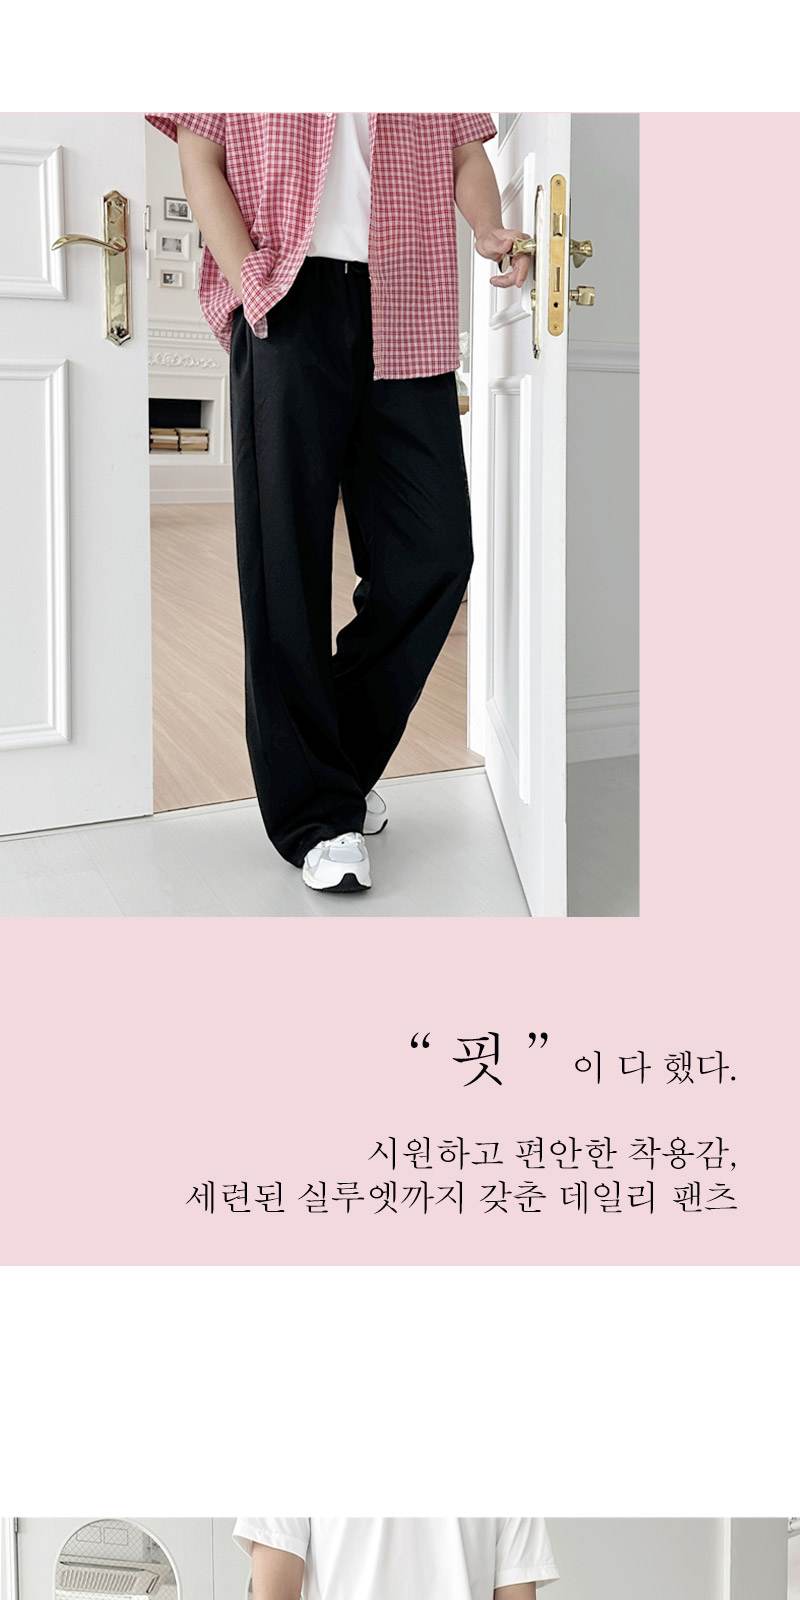 “ 핏 ” 이 다 했다.
시원하고 편안한 착용감,
세련된 실루엣까지 갖춘 데일리 팬츠